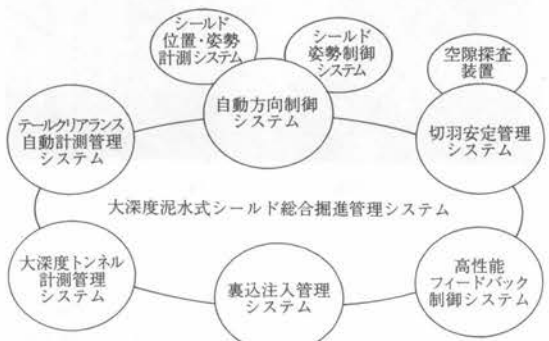 シールド
位置・姿勢
計測システム
シールド
姿勢制御
システム
空隙探査
装置
テールクリアランス
自動計測管理
システム
自動方向制御
システム
切羽安定管理
システム
大深度泥水式シールド総合掘進管理システム
大深度トンネル
計測管理
システム
裏込注入管理
システム
高性能
フィードバック
制御システム